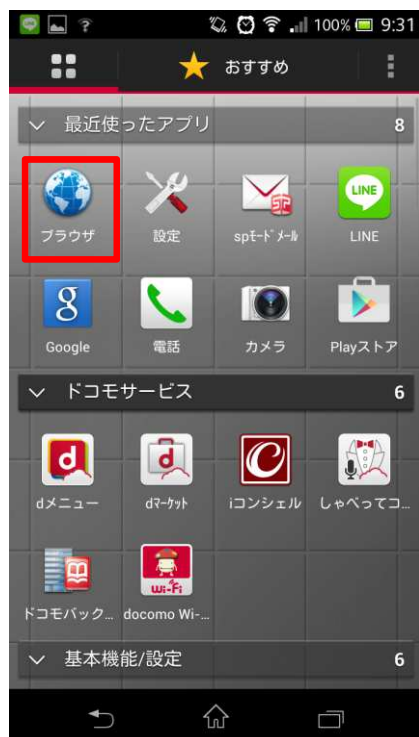 ? 100% 9:31
おすすめ
最近使ったアプリ 8
ブラウザ 設定 spﾓｰﾄﾞﾒｰﾙ LINE
LINE
g
Google 電話 カメラ Playストア
ドコモサービス 6
d d
dメニュー dﾏｰｹｯﾄ iコンシェル しゃべってコ...
Wi-Fi
ドコモバック... docomo Wi-...
基本機能/設定 6